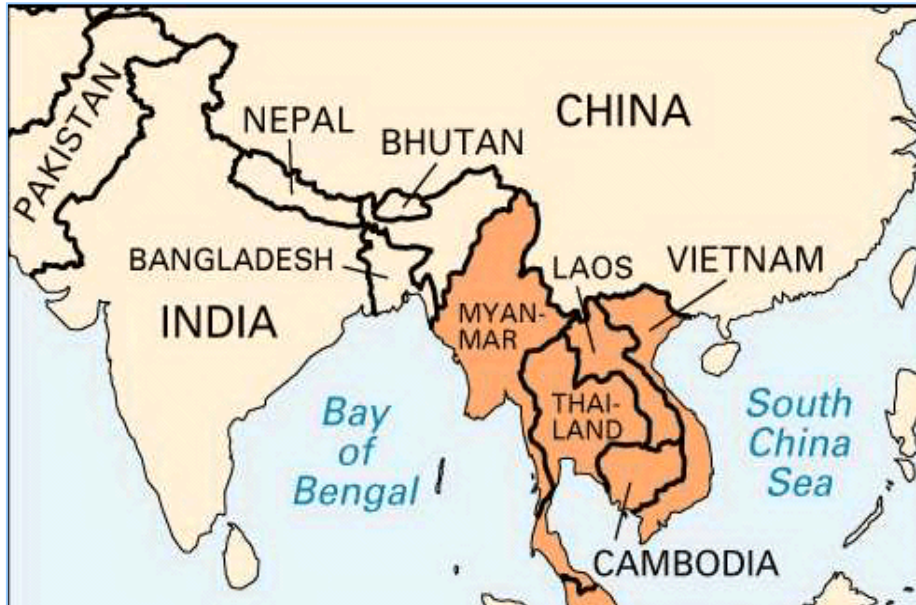 CHINA
NEPAL
BHUTAN
PAKISTAN
BANGLADESH
LAOS
VIETNAM
INDIA
MYAN-
MAR
THAI-
LAND
Bay
of
Bengal
South
China
Sea
CAMBODIA